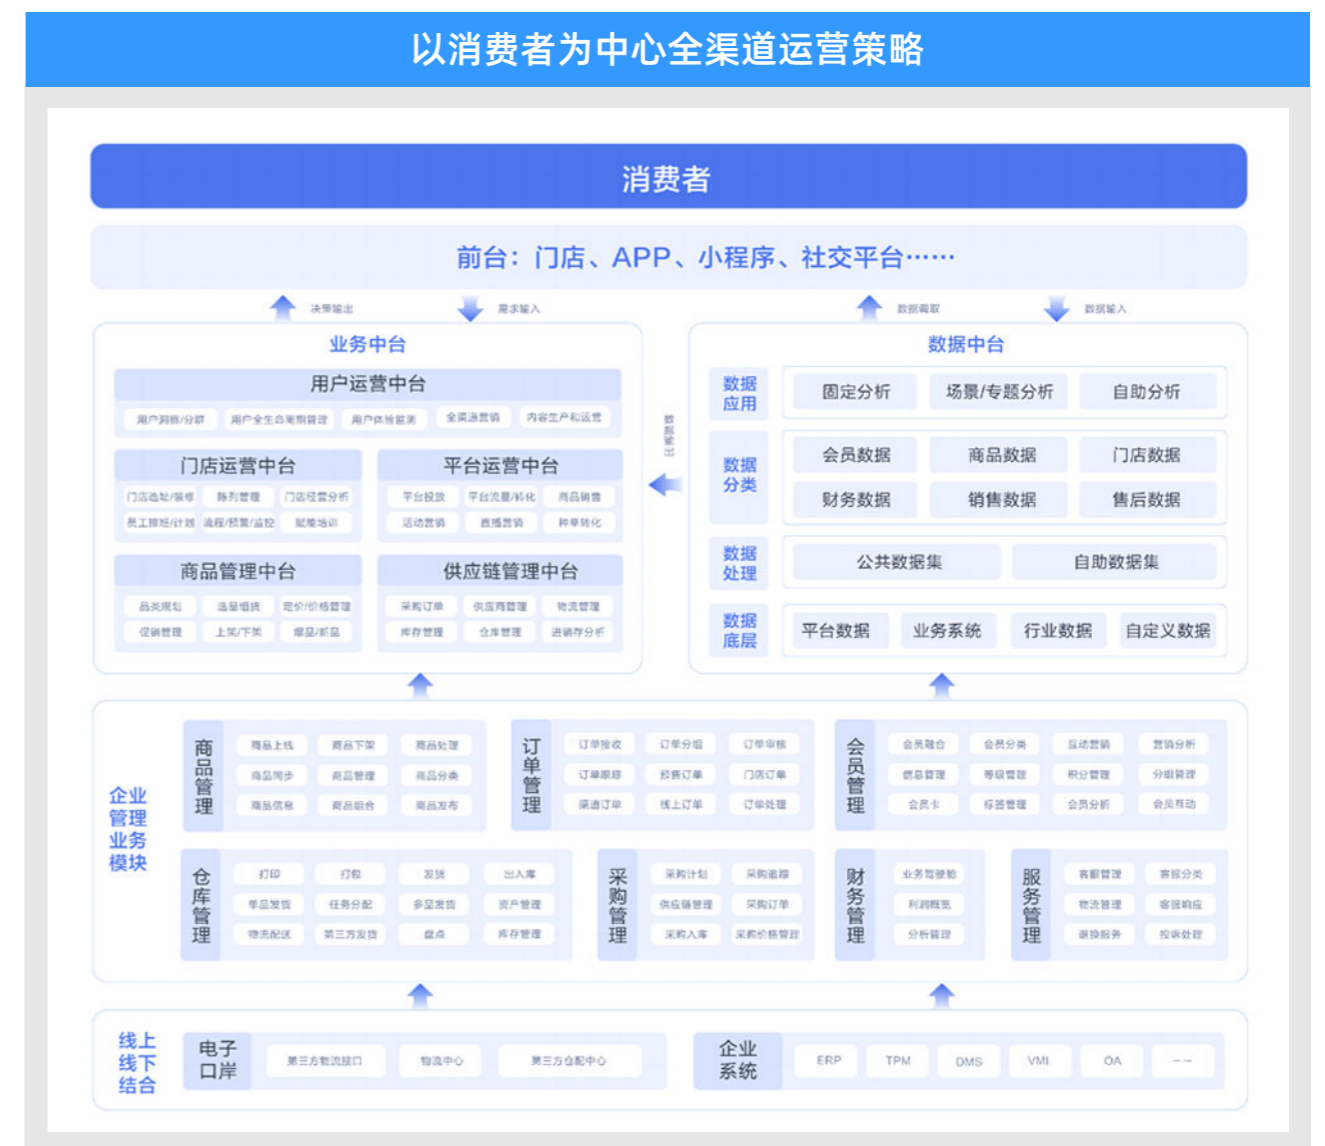 以消费者为中心全渠道运营策略
消费者
前台：门店、APP、小程序、社交平台······
决策输出
需求输入
数据调取
数据输入
业务中台
用户运营中台
用户洞察/分群 用户全生命周期管理 用户体验监测 全渠道营销 内容生产和运营
门店运营中台
门店选址/装修 陈列管理 门店经营分析
员工排班/计划 流程/预警/监控 赋能培训
平台运营中台
平台投放 平台流量/转化 商品销售
活动营销 直播营销 种草转化
商品管理中台
品类规划 选品组货 定价/价格管理
促销管理 上架/下架 爆品/新品
供应链管理中台
采购订单 供应商管理 物流管理
库存管理 仓库管理 进销存分析
数据输出
数据中台
数据
应用
固定分析 场景/专题分析 自助分析
数据
分类
会员数据 商品数据 门店数据
财务数据 销售数据 售后数据
数据
处理
公共数据集 自助数据集
数据
底层
平台数据 业务系统 行业数据 自定义数据
企业
管理
业务
模块
商品管理
商品上线 商品下架 商品处理
商品同步 商品管理 商品分类
商品信息 商品组合 商品发布
订单管理
订单接收 订单分组 订单审核
订单跟踪 预售订单 门店订单
渠道订单 线上订单 订单处理
会员管理
会员融合 会员分类 互动营销 营销分析
信息管理 等级管理 积分管理 分组管理
会员卡 标签管理 会员分析 会员互动
仓库管理
打印 打包 发货 出入库
单品发货 任务分配 多品发货 资产管理
物流配送 第三方发货 盘点 库存管理
采购管理
采购计划 采购追踪
供应链管理 采购订单
采购入库 采购价格管理
财务管理
业务驾驶舱
利润概览
分析管理
服务管理
客服管理 客诉分类
物流管理 客诉响应
退换服务 投诉处理
线上
线下
结合
电子
口岸
第三方物流接口 物流中心 第三方仓配中心
企业
系统
ERP TPM DMS VMI OA ——